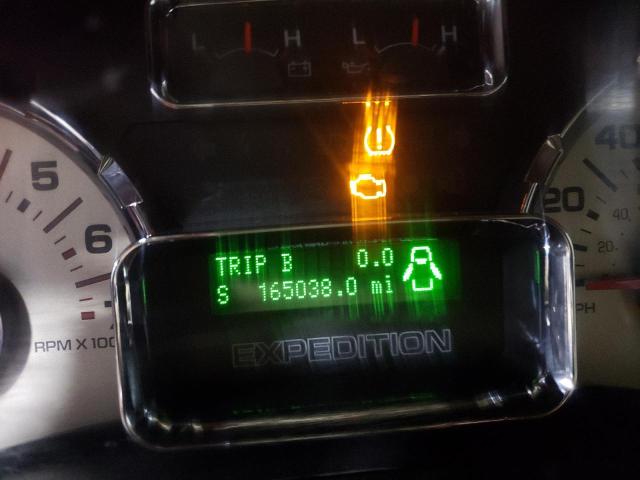 L H L H
5
6
RPM X 100
40
20
40
20
PH
TRIP B 0.0
S 165038.0 mi
EXPEDITION